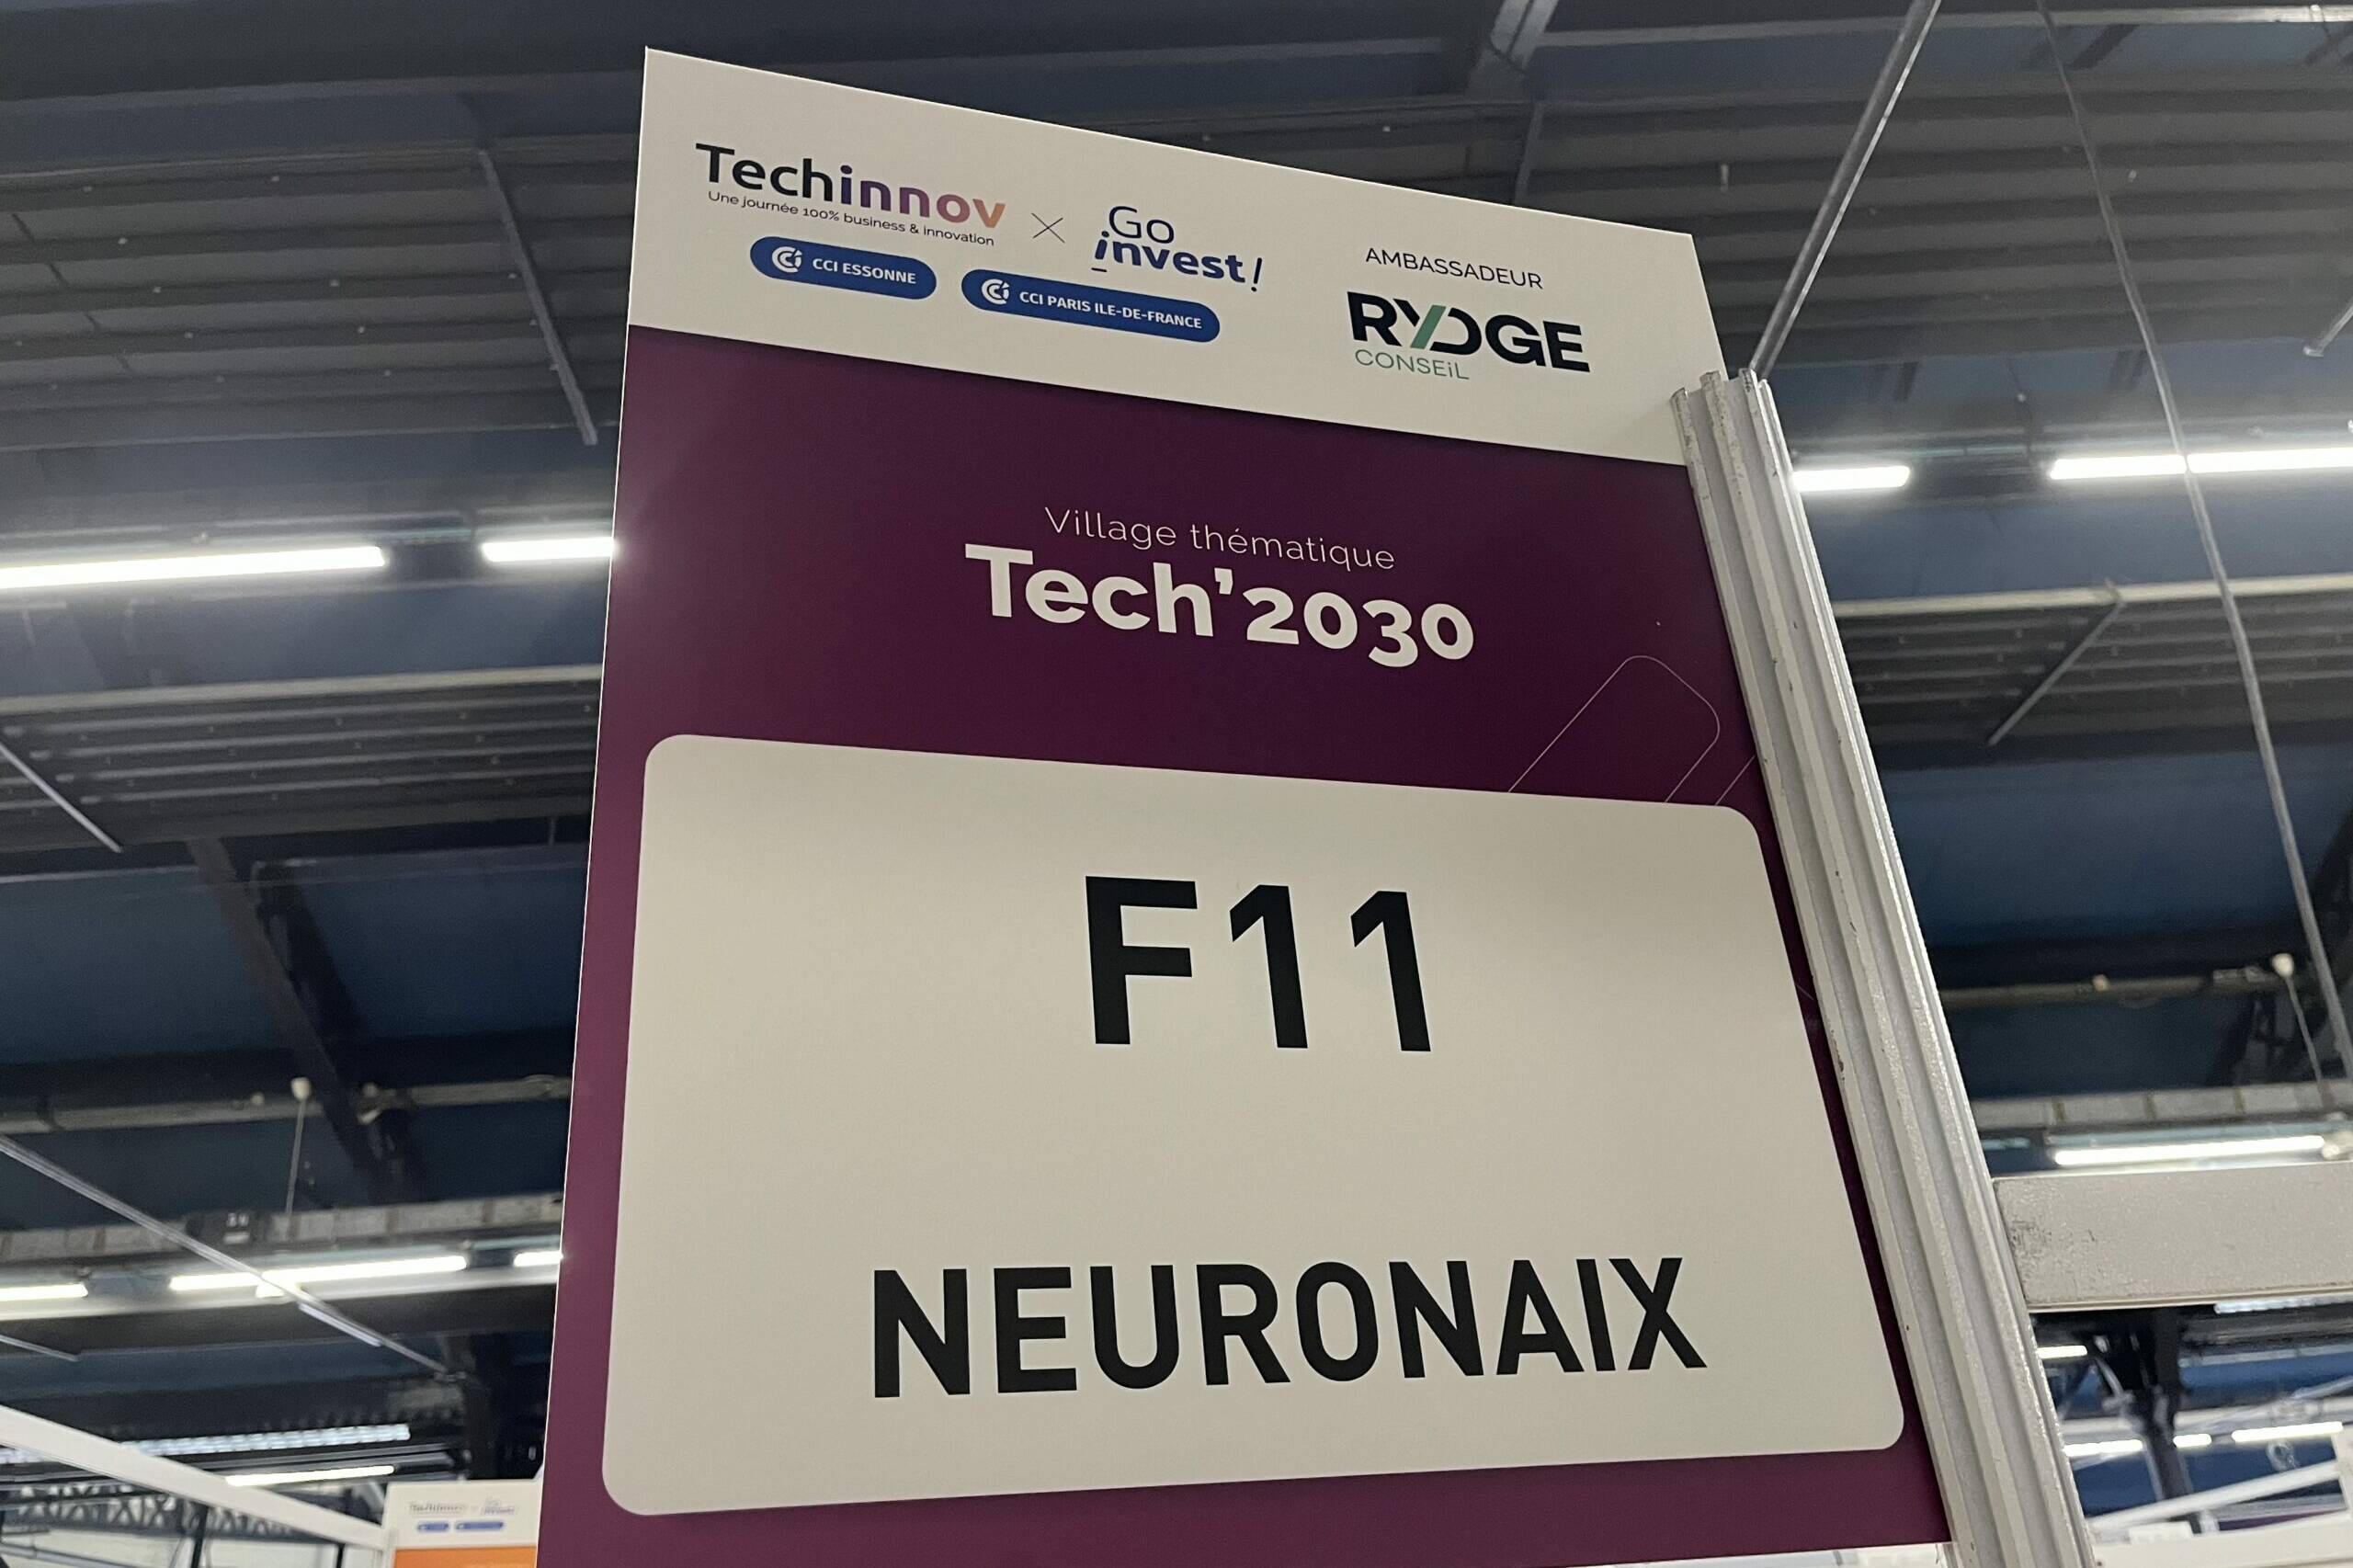 Techinnov
Une journée 100% business & innovation
CCI ESSONNE
Go
invest!
CCI PARIS ILE-DE-FRANCE
AMBASSADEUR
RYDGE
CONSEiL
Village thématique
Tech'2030
F11
NEURONAIX
Techinnov